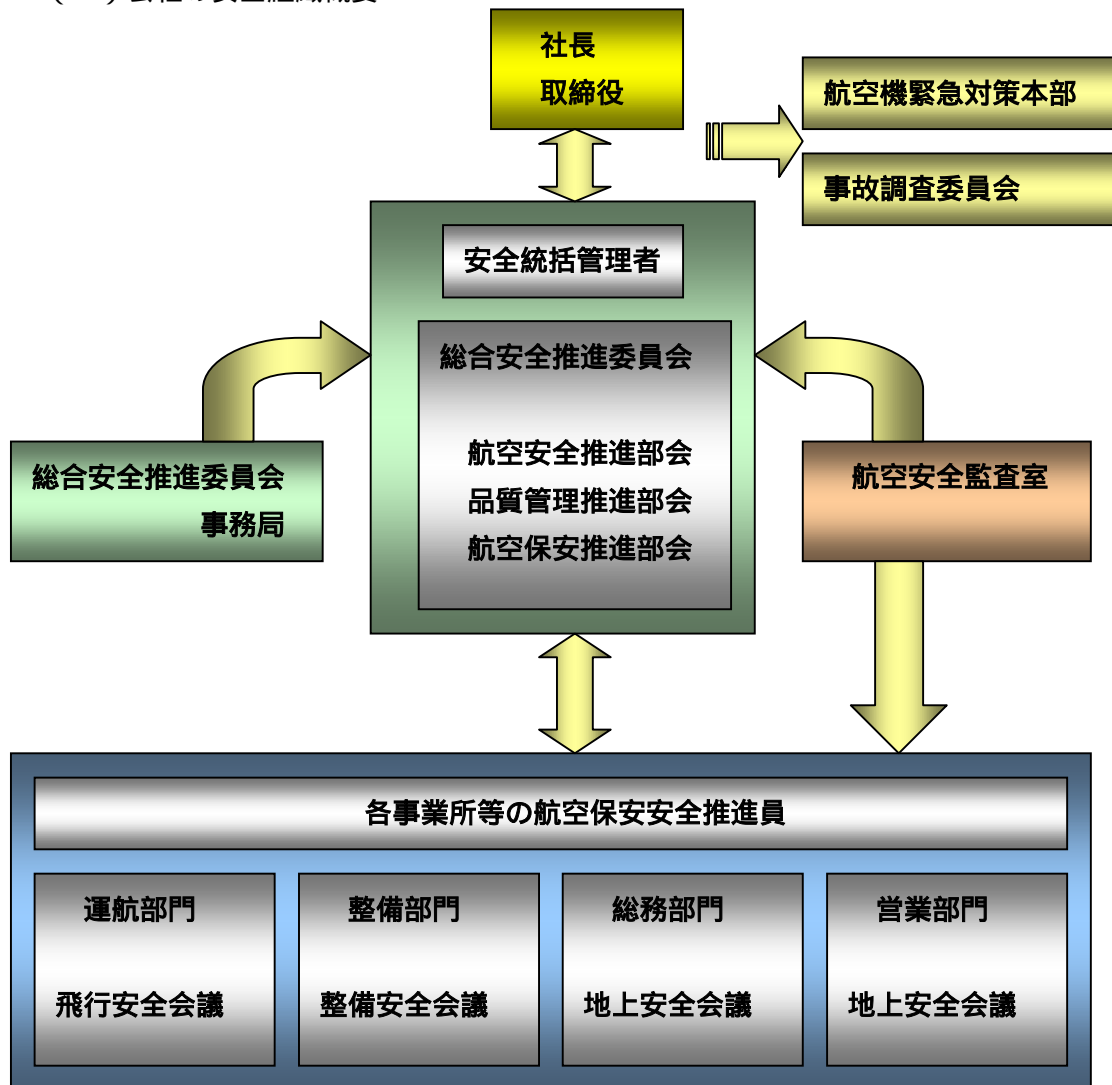 社長
取締役
航空機緊急対策本部
事故調査委員会
安全統括管理者
総合安全推進委員会
航空安全推進部会
品質管理推進部会
航空保安推進部会
総合安全推進委員会
事務局
航空安全監査室
各事業所等の航空保安安全推進員
運航部門
飛行安全会議
整備部門
整備安全会議
総務部門
地上安全会議
営業部門
地上安全会議